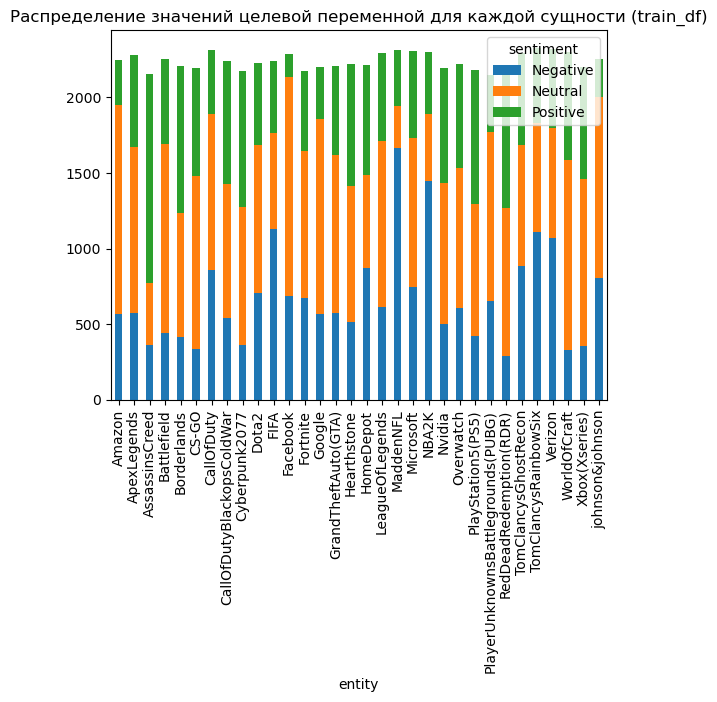 Распределение значений целевой переменной для каждой сущности (train_df)
sentiment
Negative
Neutral
Positive
2000
1500
1000
500
0
Amazon
ApexLegends
AssassinsCreed
Battlefield
Borderlands
CS-GO
CallOfDuty
CallOfDutyBlackopsColdWar
Cyberpunk2077
Dota2
FIFA
Facebook
Fortnite
Google
GrandTheftAuto(GTA)
Hearthstone
HomeDepot
LeagueOfLegends
MaddenNFL
Microsoft
NBA2K
Nvidia
Overwatch
PlayStation5(PS5)
PlayerUnknownsBattlegrounds(PUBG)
RedDeadRedemption(RDR)
TomClancysGhostRecon
TomClancysRainbowSix
Verizon
WorldOfCraft
Xbox(Xseries)
johnson&johnson
entity